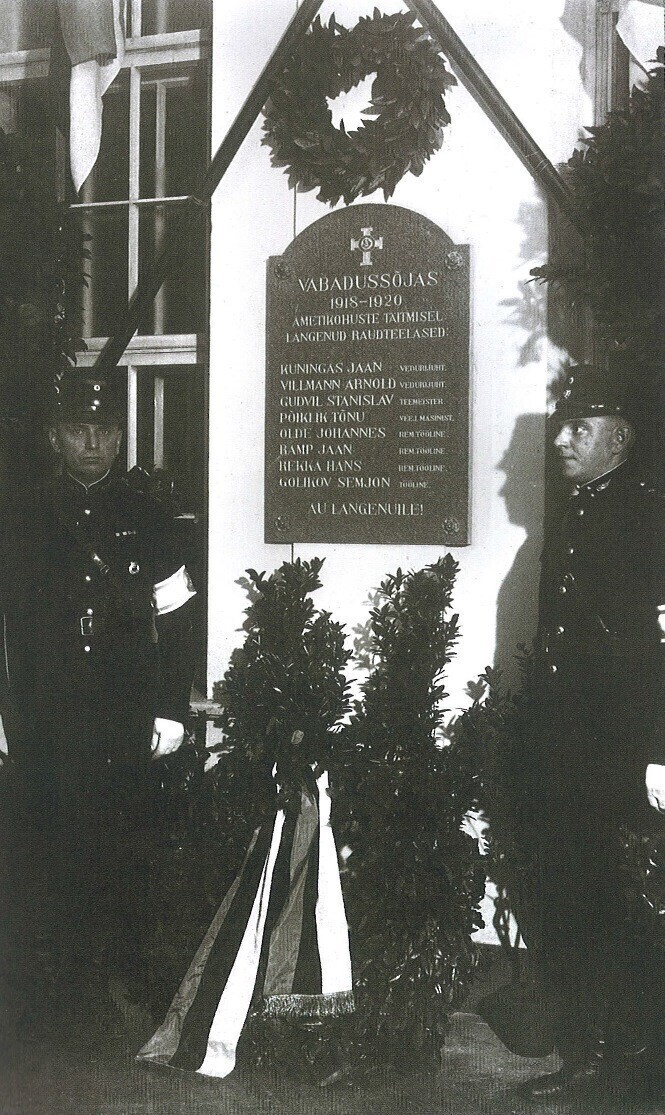 VABADUSSÕJAS
1918-1920
AMETIKOHUSTE TÄITMISEL
LANGENUD RAUDTEELASED:
KUNINGAS JAAN VEDURIJUHT.
VILLMANN ARNOLD VEDURIJUHT.
GUDVIL STANISLAV TEEMEISTER.
PÕIKLIK TÕNU VEEJ. MASINIST.
OLDE JOHANNES REM. TÖÖLINE.
RAMP JAAN REM. TÖÖLINE.
REKKA HANS REM. TÖÖLINE.
GOLIKOV SEMJON TÖÖLINE.
AU LANGENUILE!